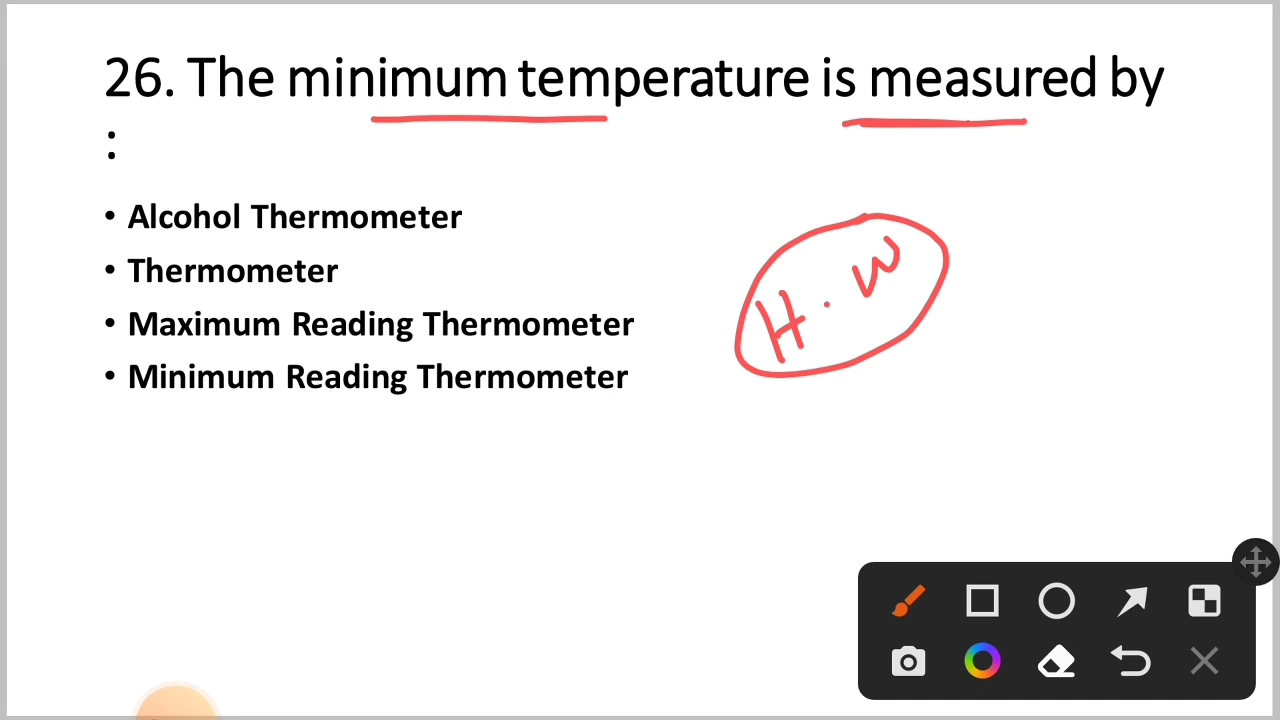 26. The minimum temperature is measured by
:
• Alcohol Thermometer
• Thermometer
• Maximum Reading Thermometer
• Minimum Reading Thermometer
H.W